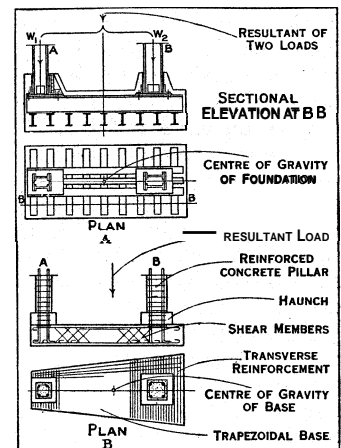 RESULTANT OF
TWO LOADS
W1
A
W2
B
SECTIONAL
ELEVATION AT B B
CENTRE OF GRAVITY
OF FOUNDATION
B
B
PLAN
A
RESULTANT LOAD
A
B
REINFORCED
CONCRETE PILLAR
HAUNCH
SHEAR MEMBERS
TRANSVERSE
REINFORCEMENT
CENTRE OF GRAVITY
OF BASE
PLAN
B
TRAPEZOIDAL BASE